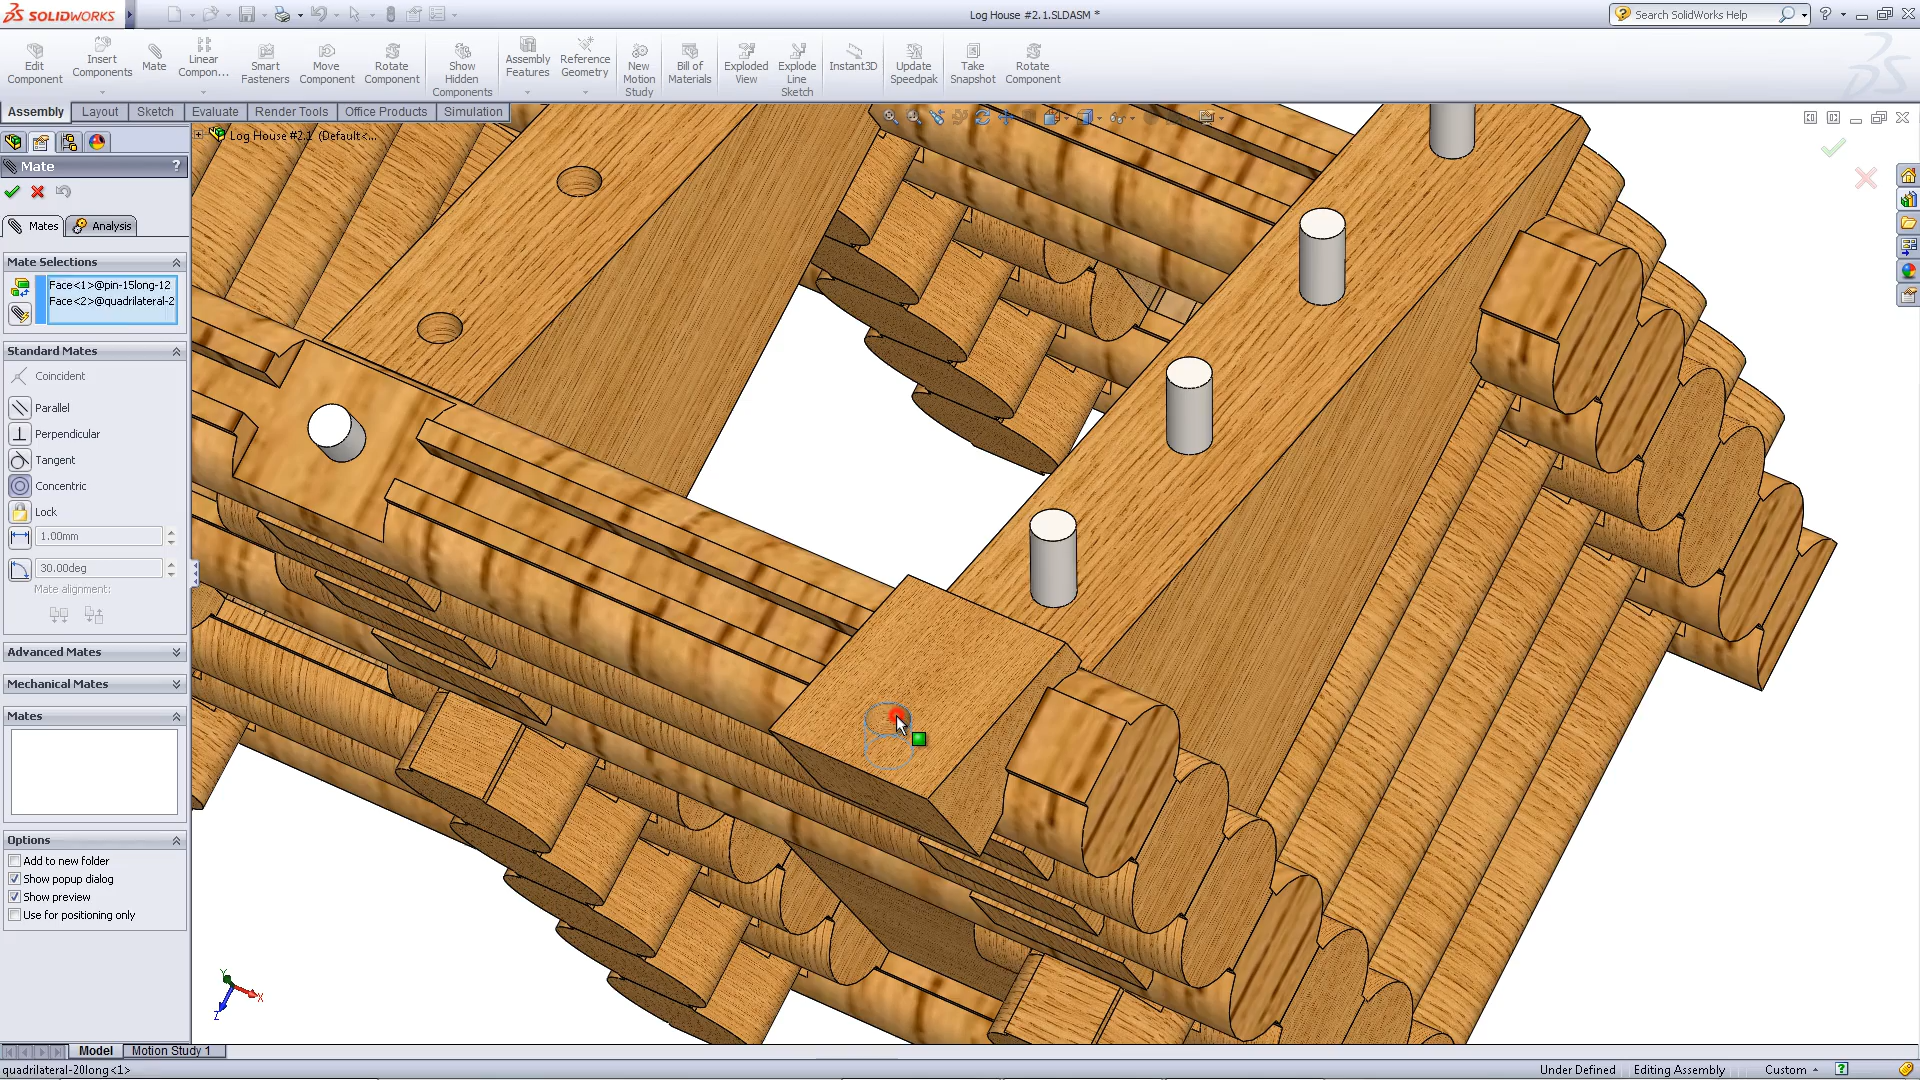 SOLIDWORKS
Log House #2.1.SLDASM *
Search SolidWorks Help
Edit Component
Insert Components
Mate
Linear Compon...
Smart Fasteners
Move Component
Rotate Component
Show Hidden Components
Assembly Features
Reference Geometry
New Motion Study
Bill of Materials
Exploded View
Explode Line Sketch
Instant3D
Update Speedpak
Take Snapshot
Rotate Component
Assembly
Layout
Sketch
Evaluate
Render Tools
Office Products
Simulation
Log House #2.1 (Default<...
Mate
?
Mates
Analysis
Mate Selections
Face<1>@pin-15long-12
Face<2>@quadrilateral-2
Standard Mates
Coincident
Parallel
Perpendicular
Tangent
Concentric
Lock
1.00mm
30.00deg
Mate alignment:
Advanced Mates
Mechanical Mates
Mates
Options
Add to new folder
Show popup dialog
Show preview
Use for positioning only
Y
X
Z
Model
Motion Study 1
quadrilateral-20long<1>
Under Defined
Editing Assembly
Custom
?